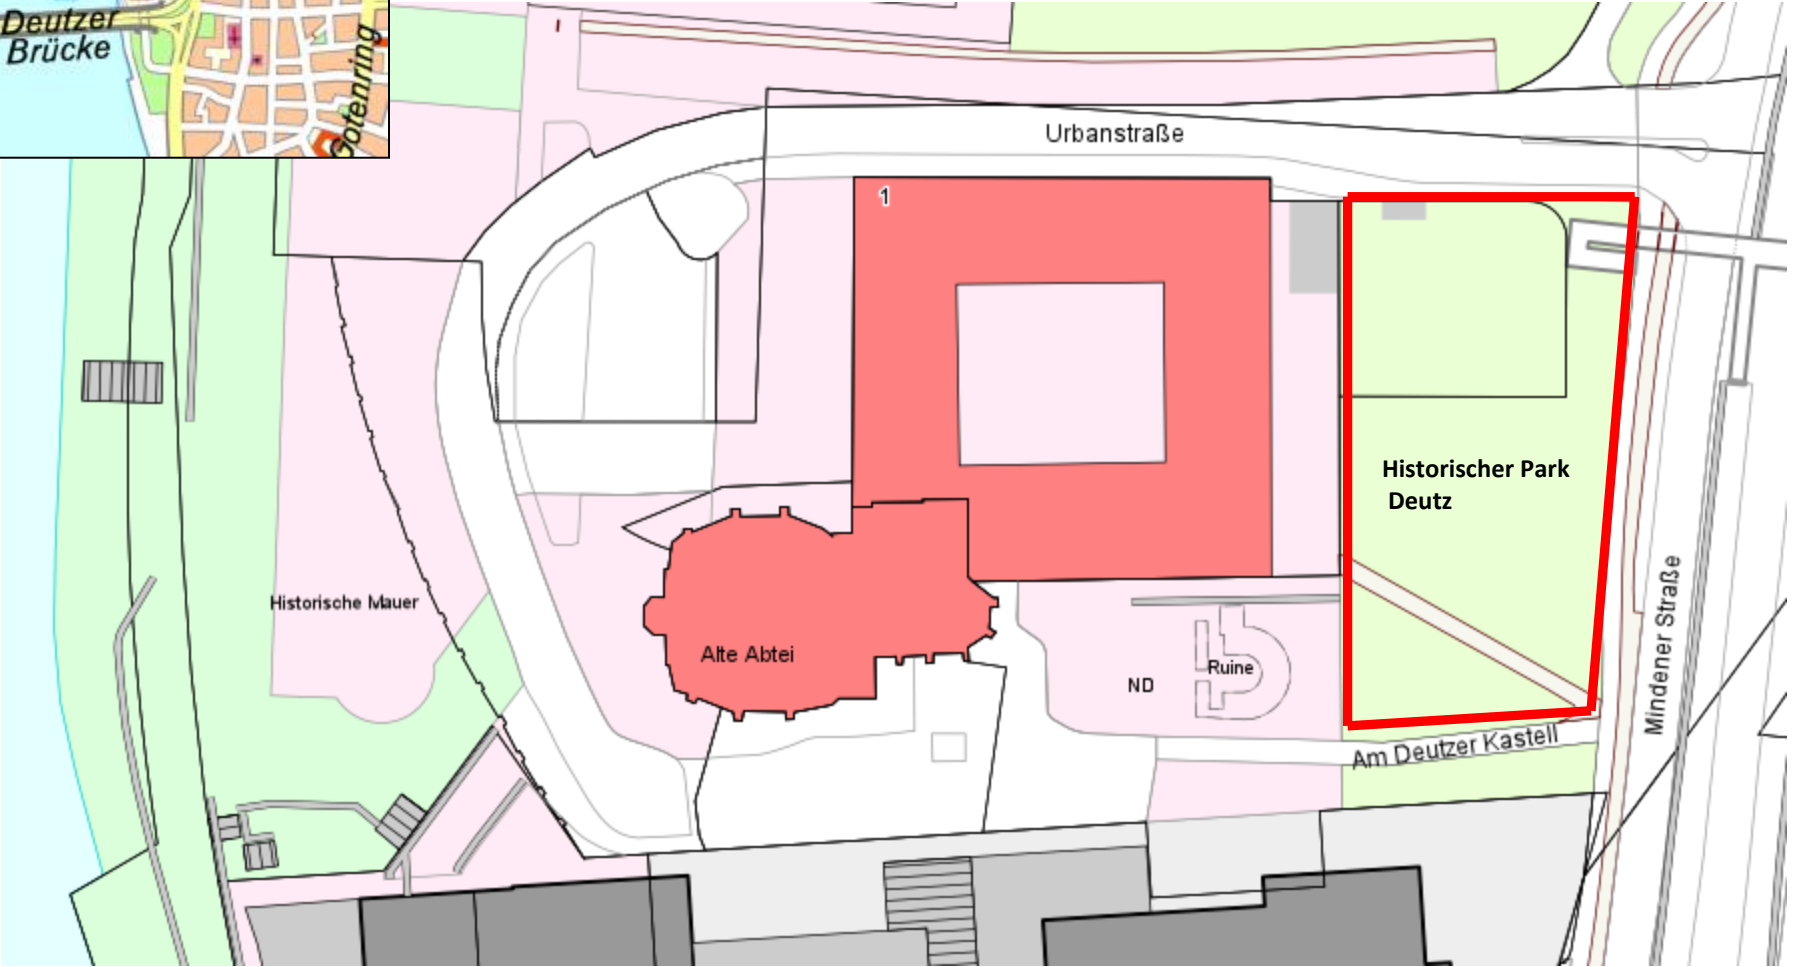 Deutzer
Brücke
Gotenring
Urbanstraße
1
Historischer Park
Deutz
Historische Mauer
Alte Abtei
Ruine
ND
Mindener Straße
Am Deutzer Kastell